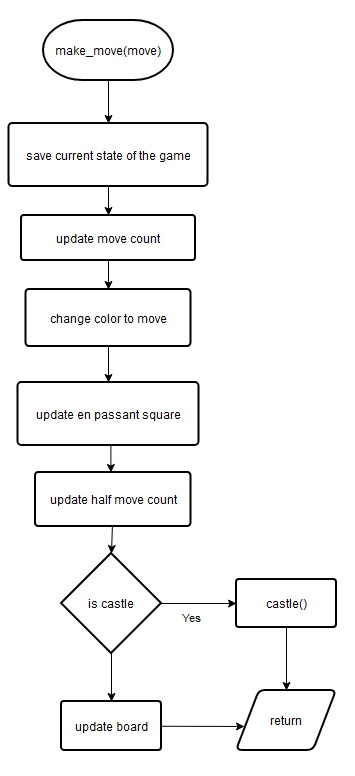 make_move(move)
save current state of the game
update move count
change color to move
update en passant square
update half move count
is castle
Yes
castle()
update board
return